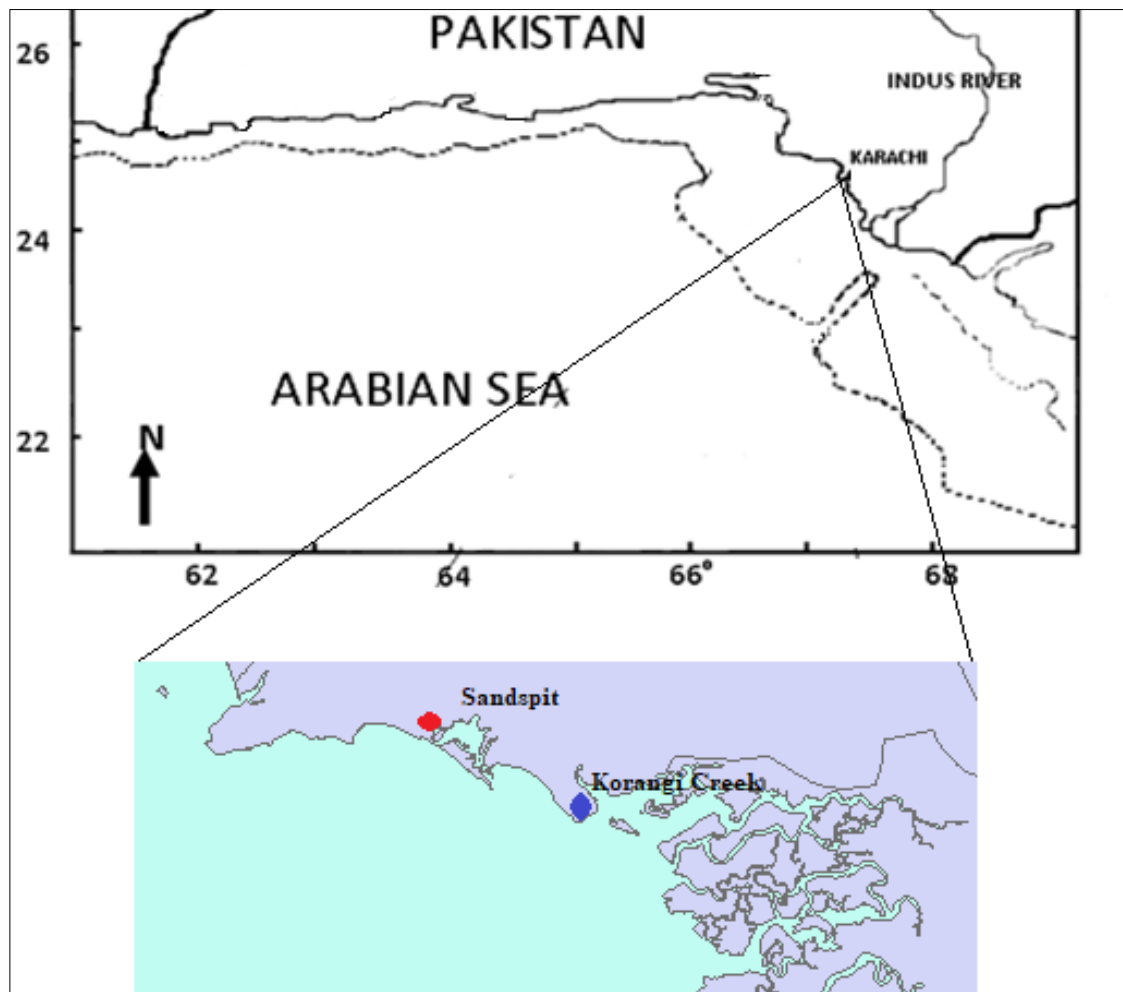 PAKISTAN
26
INDUS RIVER
KARACHI
24
ARABIAN SEA
22
N
62
64
66°
68
Sandspit
Korangi Creek